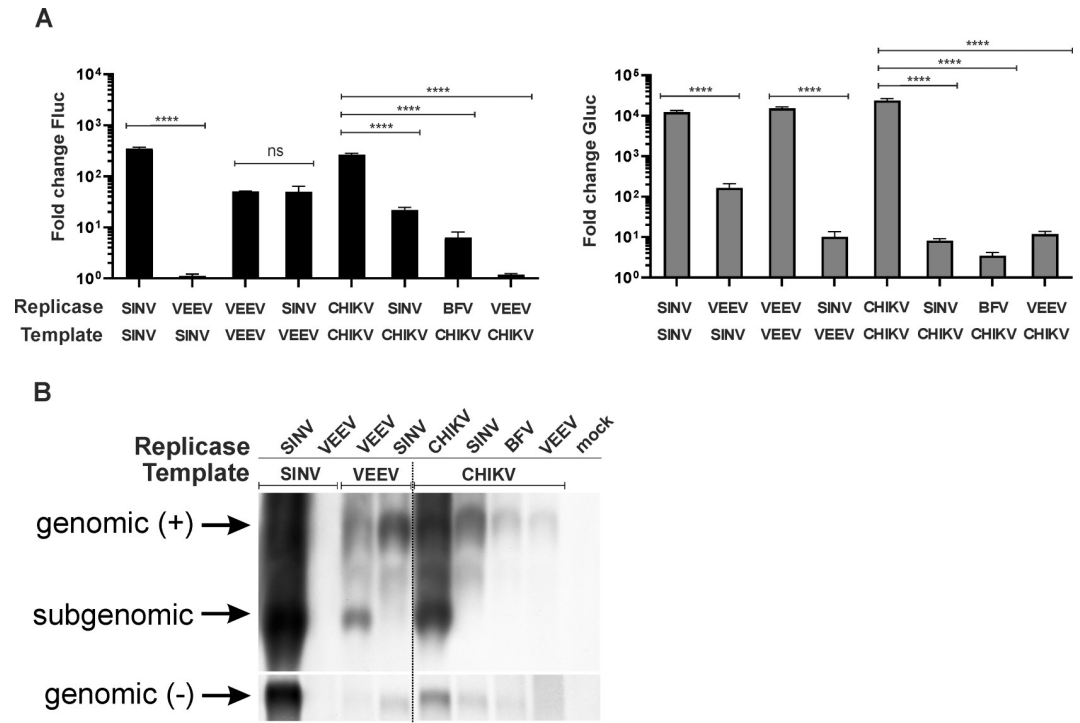 A
Fold change Fluc
10⁴
10³
10²
10¹
10⁰
****
ns
****
****
****
Replicase SINV VEEV VEEV SINV CHIKV SINV BFV VEEV
Template SINV SINV VEEV VEEV CHIKV CHIKV CHIKV CHIKV
Fold change Gluc
10⁵
10⁴
10³
10²
10¹
10⁰
****
****
****
****
****
SINV VEEV VEEV SINV CHIKV SINV BFV VEEV
SINV SINV VEEV VEEV CHIKV CHIKV CHIKV CHIKV
B
Replicase SINV VEEV VEEV SINV CHIKV SINV BFV VEEV mock
Template SINV VEEV CHIKV
genomic (+)
subgenomic
genomic (-)